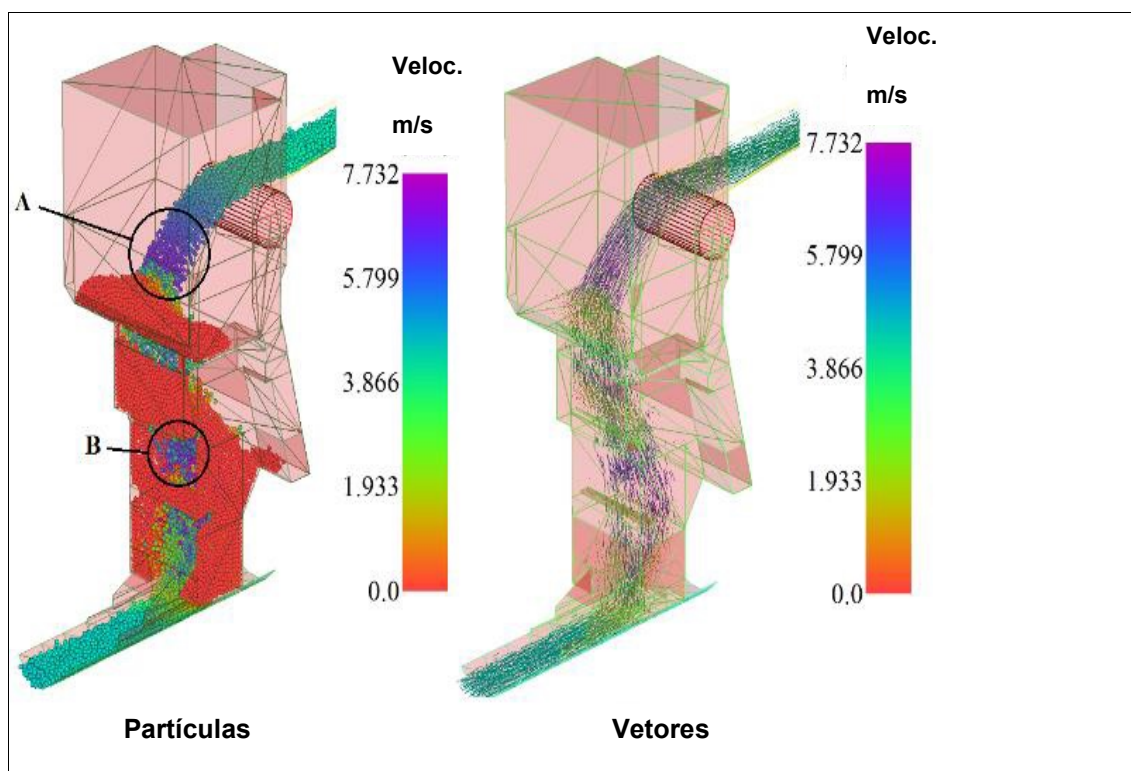 Veloc.
m/s
7.732
5.799
3.866
1.933
0.0
A
B
Partículas
Veloc.
m/s
7.732
5.799
3.866
1.933
0.0
Vetores